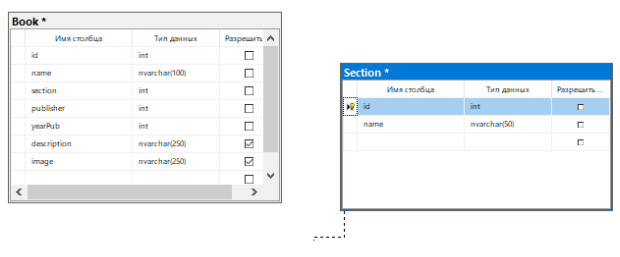 Book *
Имя столбца Тип данных Разрешить
id int
name nvarchar(100)
section int
publisher int
yearPub int
description nvarchar(250)
image nvarchar(250)
Section *
Имя столбца Тип данных Разрешить ...
id int
name nvarchar(50)